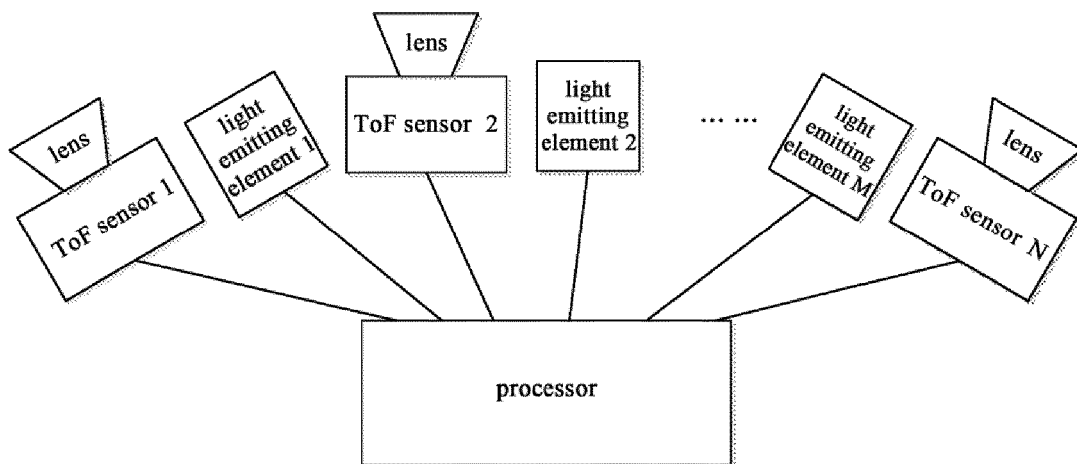 lens
ToF sensor 1
light
emitting
element 1
lens
ToF sensor 2
light
emitting
element 2
... ...
light
emitting
element M
lens
ToF sensor N
processor